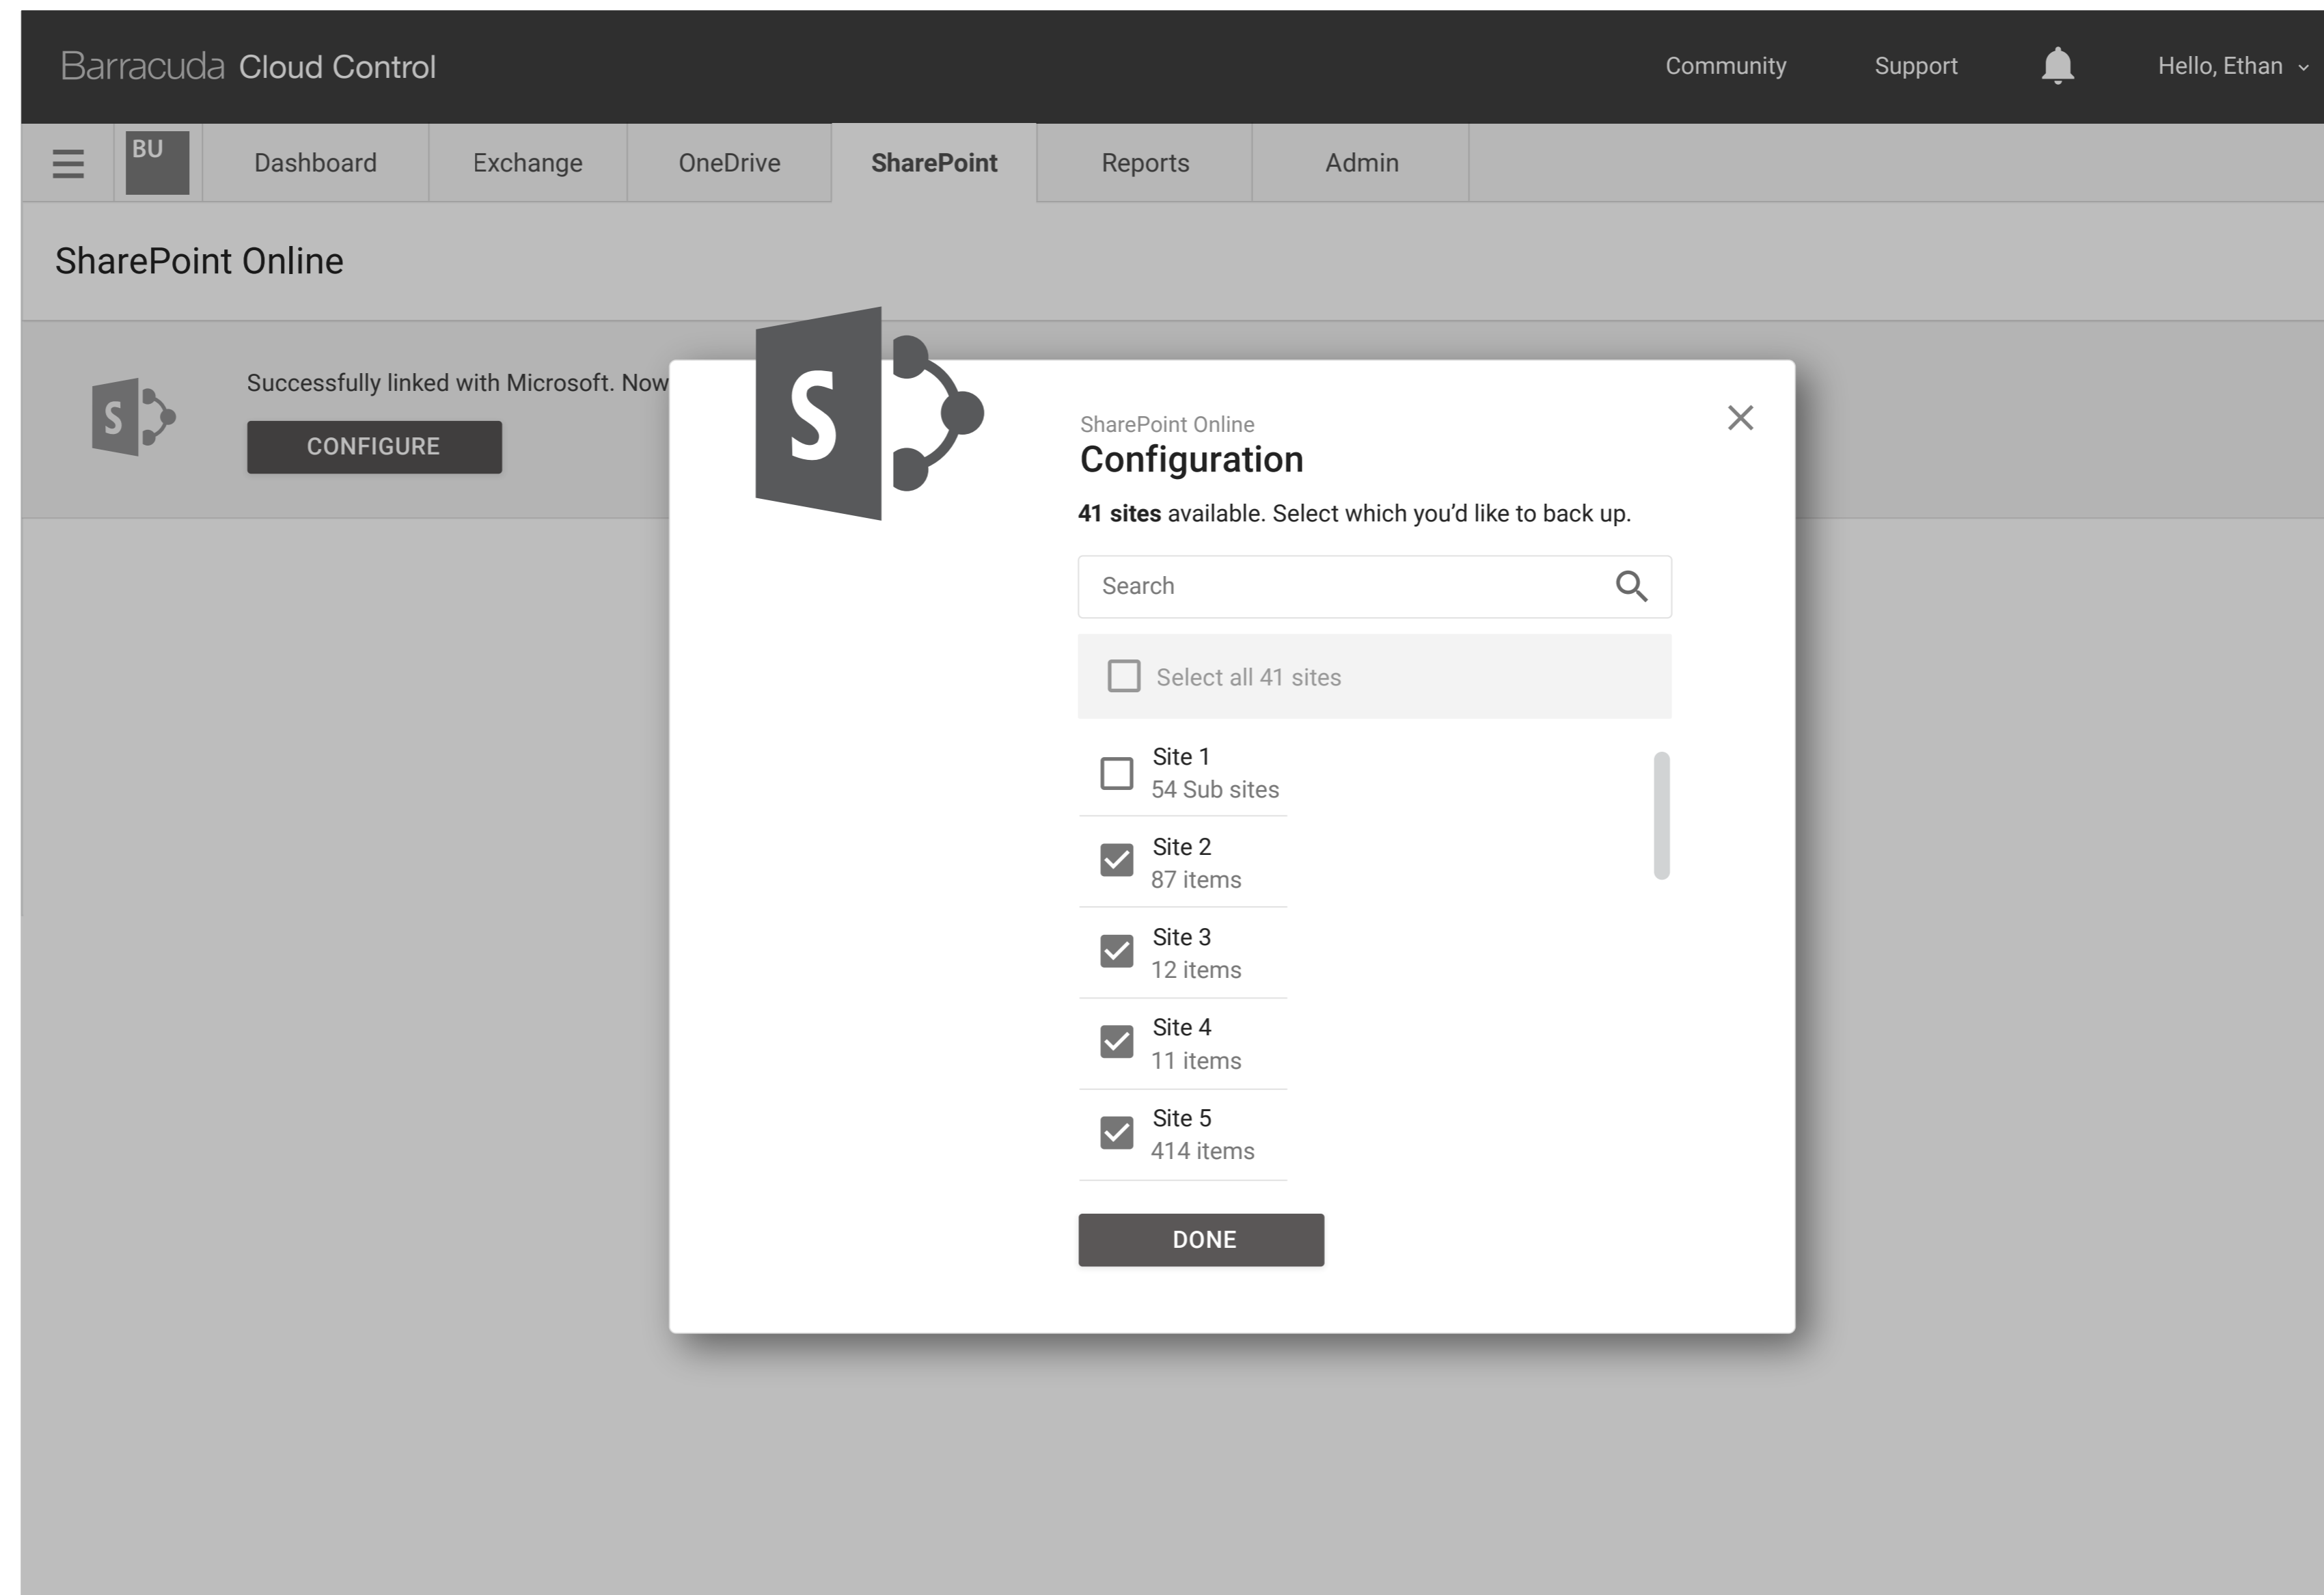 Barracuda Cloud Control Community Support Hello, Ethan
BU Dashboard Exchange OneDrive SharePoint Reports Admin
SharePoint Online
Successfully linked with Microsoft. Now
CONFIGURE
S
S
SharePoint Online
Configuration
41 sites available. Select which you’d like to back up.
Search
Select all 41 sites
Site 1
54 Sub sites
Site 2
87 items
Site 3
12 items
Site 4
11 items
Site 5
414 items
DONE